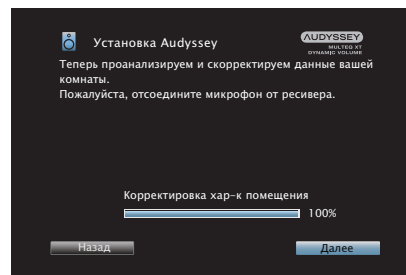 Установка Audyssey
AUDYSSEY
MULTEQ XT
DYNAMIC VOLUME
Теперь проанализируем и скорректируем данные вашей
комнаты.
Пожалуйста, отсоедините микрофон от ресивера.
Корректировка хар-к помещения
100%
Назад
Далее